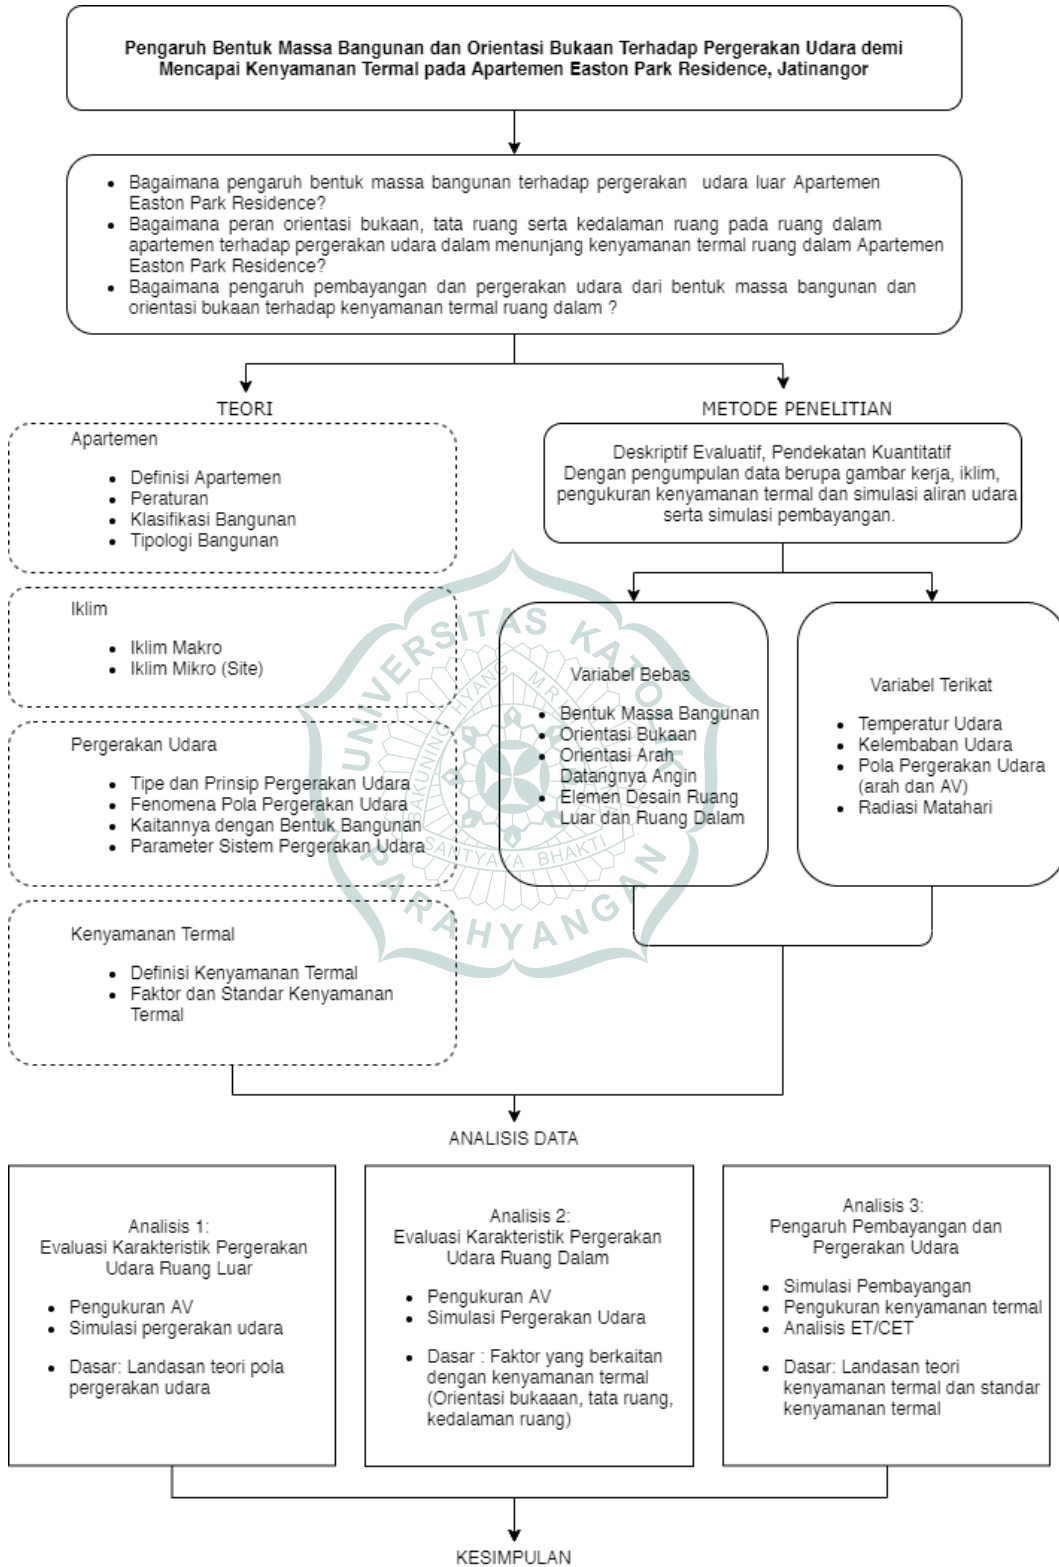 Pengaruh Bentuk Massa Bangunan dan Orientasi Bukaan Terhadap Pergerakan Udara demi
Mencapai Kenyamanan Termal pada Apartemen Easton Park Residence, Jatinangor
• Bagaimana pengaruh bentuk massa bangunan terhadap pergerakan udara luar Apartemen
Easton Park Residence?
• Bagaimana peran orientasi bukaan, tata ruang serta kedalaman ruang pada ruang dalam
apartemen terhadap pergerakan udara dalam menunjang kenyamanan termal ruang dalam Apartemen
Easton Park Residence?
• Bagaimana pengaruh pembayangan dan pergerakan udara dari bentuk massa bangunan dan
orientasi bukaan terhadap kenyamanan termal ruang dalam ?
TEORI
Apartemen
• Definisi Apartemen
• Peraturan
• Klasifikasi Bangunan
• Tipologi Bangunan
Iklim
• Iklim Makro
• Iklim Mikro (Site)
Pergerakan Udara
• Tipe dan Prinsip Pergerakan Udara
• Fenomena Pola Pergerakan Udara
• Kaitannya dengan Bentuk Bangunan
• Parameter Sistem Pergerakan Udara
Kenyamanan Termal
• Definisi Kenyamanan Termal
• Faktor dan Standar Kenyamanan
Termal
METODE PENELITIAN
Deskriptif Evaluatif, Pendekatan Kuantitatif
Dengan pengumpulan data berupa gambar kerja, iklim,
pengukuran kenyamanan termal dan simulasi aliran udara
serta simulasi pembayangan.
Variabel Bebas
• Bentuk Massa Bangunan
• Orientasi Bukaan
• Orientasi Arah
Datangnya Angin
• Elemen Desain Ruang
Luar dan Ruang Dalam
Variabel Terikat
• Temperatur Udara
• Kelembaban Udara
• Pola Pergerakan Udara
(arah dan AV)
• Radiasi Matahari
UNIVERSITAS KATOLIK
PARAHYANGAN
BAKUNING HYANG MRIH
SANTYAYA BHAKTI
ANALISIS DATA
Analisis 1:
Evaluasi Karakteristik Pergerakan
Udara Ruang Luar
• Pengukuran AV
• Simulasi pergerakan udara
• Dasar: Landasan teori pola
pergerakan udara
Analisis 2:
Evaluasi Karakteristik Pergerakan
Udara Ruang Dalam
• Pengukuran AV
• Simulasi Pergerakan Udara
• Dasar : Faktor yang berkaitan
dengan kenyamanan termal
(Orientasi bukaaan, tata ruang,
kedalaman ruang)
Analisis 3:
Pengaruh Pembayangan dan
Pergerakan Udara
• Simulasi Pembayangan
• Pengukuran kenyamanan termal
• Analisis ET/CET
• Dasar: Landasan teori
kenyamanan termal dan standar
kenyamanan termal
KESIMPULAN